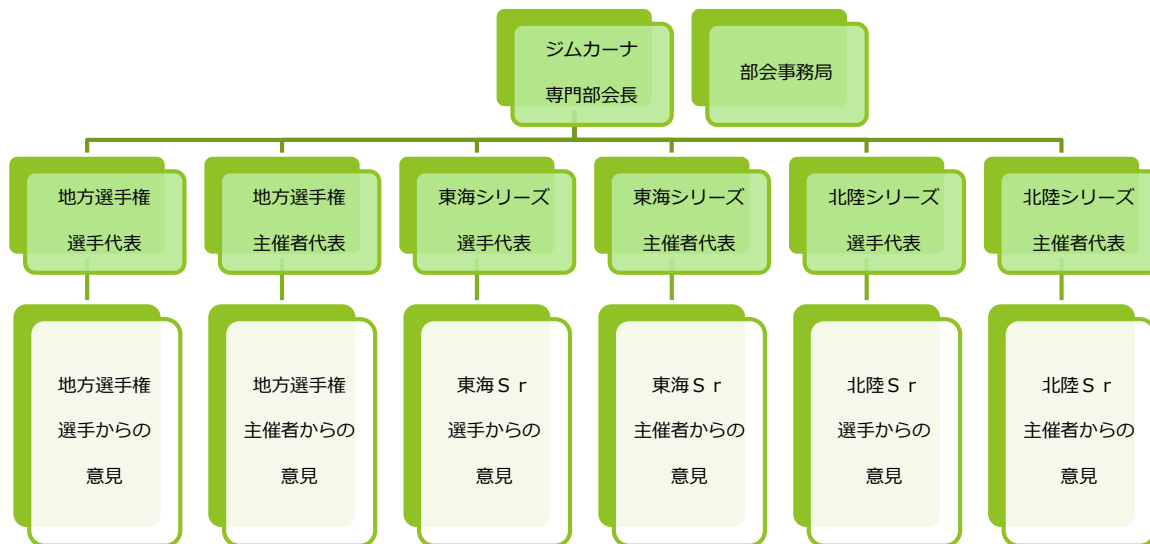 ジムカーナ
専門部会長
部会事務局
地方選手権
選手代表
地方選手権
主催者代表
東海シリーズ
選手代表
東海シリーズ
主催者代表
北陸シリーズ
選手代表
北陸シリーズ
主催者代表
地方選手権
選手からの
意見
地方選手権
主催者からの
意見
東海Ｓｒ
選手からの
意見
東海Ｓｒ
主催者からの
意見
北陸Ｓｒ
選手からの
意見
北陸Ｓｒ
主催者からの
意見